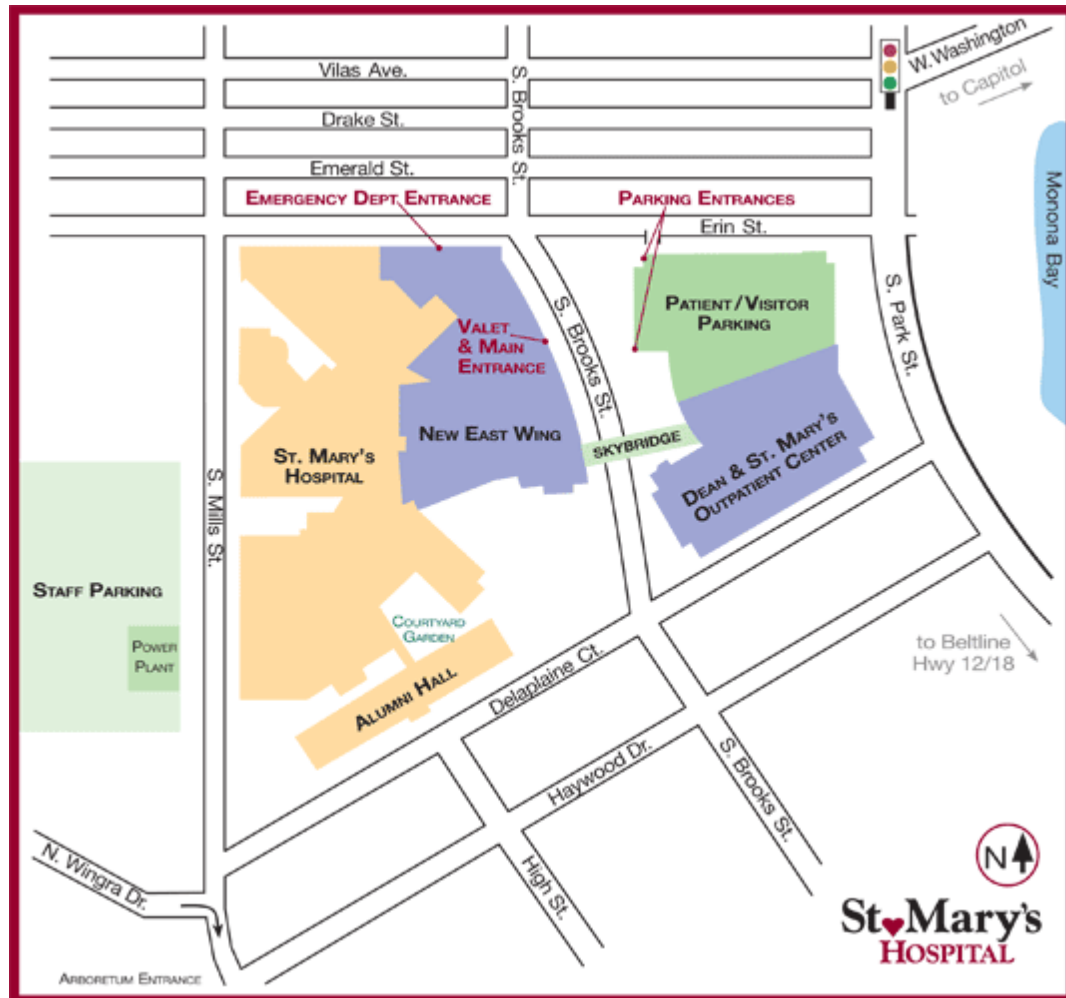 W. Washington
to Capitol
Vilas Ave.
S. Brooks St.
Drake St.
Emerald St.
EMERGENCY DEPT. ENTRANCE
PARKING ENTRANCES
Erin St.
Monona Bay
S. Park St.
PATIENT/VISITOR
PARKING
S. Brooks St.
VALET
& MAIN
ENTRANCE
NEW EAST WING
SKYBRIDGE
ST. MARY'S
HOSPITAL
DEAN & ST. MARY'S
OUTPATIENT CENTER
S. Mills St.
STAFF PARKING
POWER
PLANT
COURTYARD
GARDEN
ALUMNI HALL
Delaplaine Ct.
to Beltline
Hwy 12/18
Haywood Dr.
S. Brooks St.
High St.
N. Wingra Dr.
N
St Mary's
HOSPITAL
ARBORETUM ENTRANCE